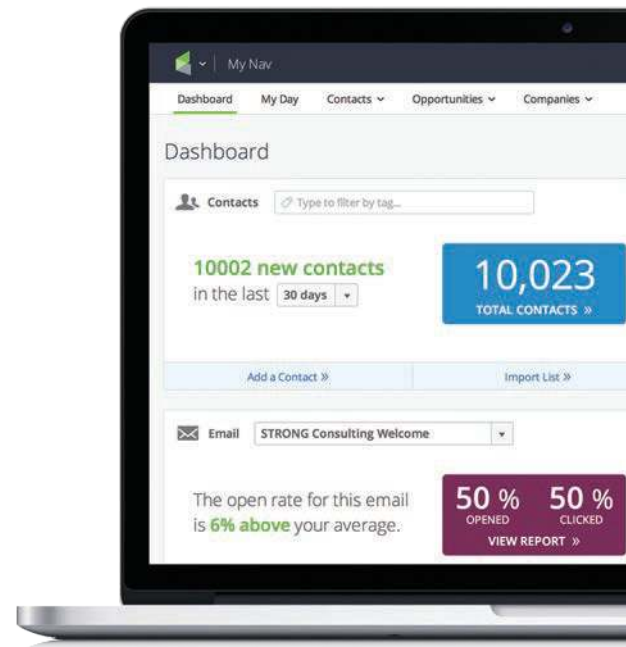 My Nav
Dashboard My Day Contacts Opportunities Companies
Dashboard
Contacts Type to filter by tag...
10002 new contacts
in the last 30 days
10,023
TOTAL CONTACTS »
Add a Contact » Import List »
Email STRONG Consulting Welcome
The open rate for this email
is 6% above your average.
50 % 50 %
OPENED CLICKED
VIEW REPORT »